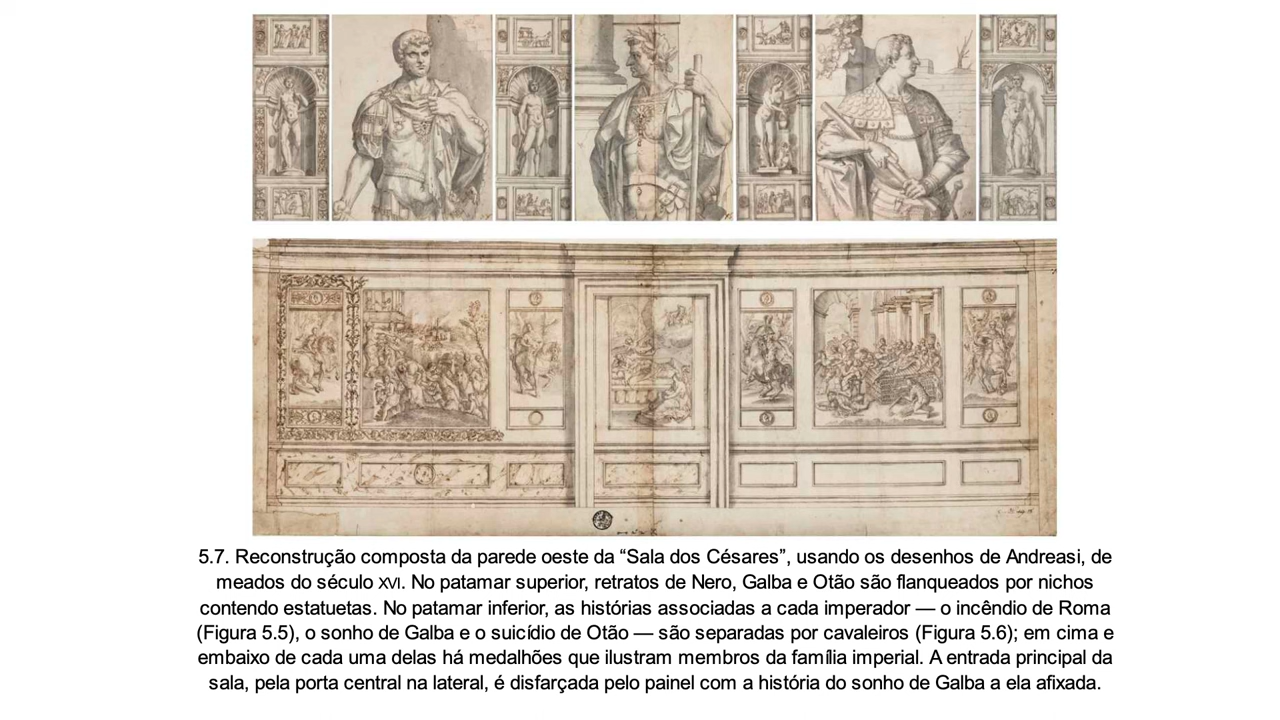 5.7. Reconstrução composta da parede oeste da “Sala dos Césares”, usando os desenhos de Andreasi, de
meados do século XVI. No patamar superior, retratos de Nero, Galba e Otão são flanqueados por nichos
contendo estatuetas. No patamar inferior, as histórias associadas a cada imperador — o incêndio de Roma
(Figura 5.5), o sonho de Galba e o suicídio de Otão — são separadas por cavaleiros (Figura 5.6); em cima e
embaixo de cada uma delas há medalhões que ilustram membros da família imperial. A entrada principal da
sala, pela porta central na lateral, é disfarçada pelo painel com a história do sonho de Galba a ela afixada.